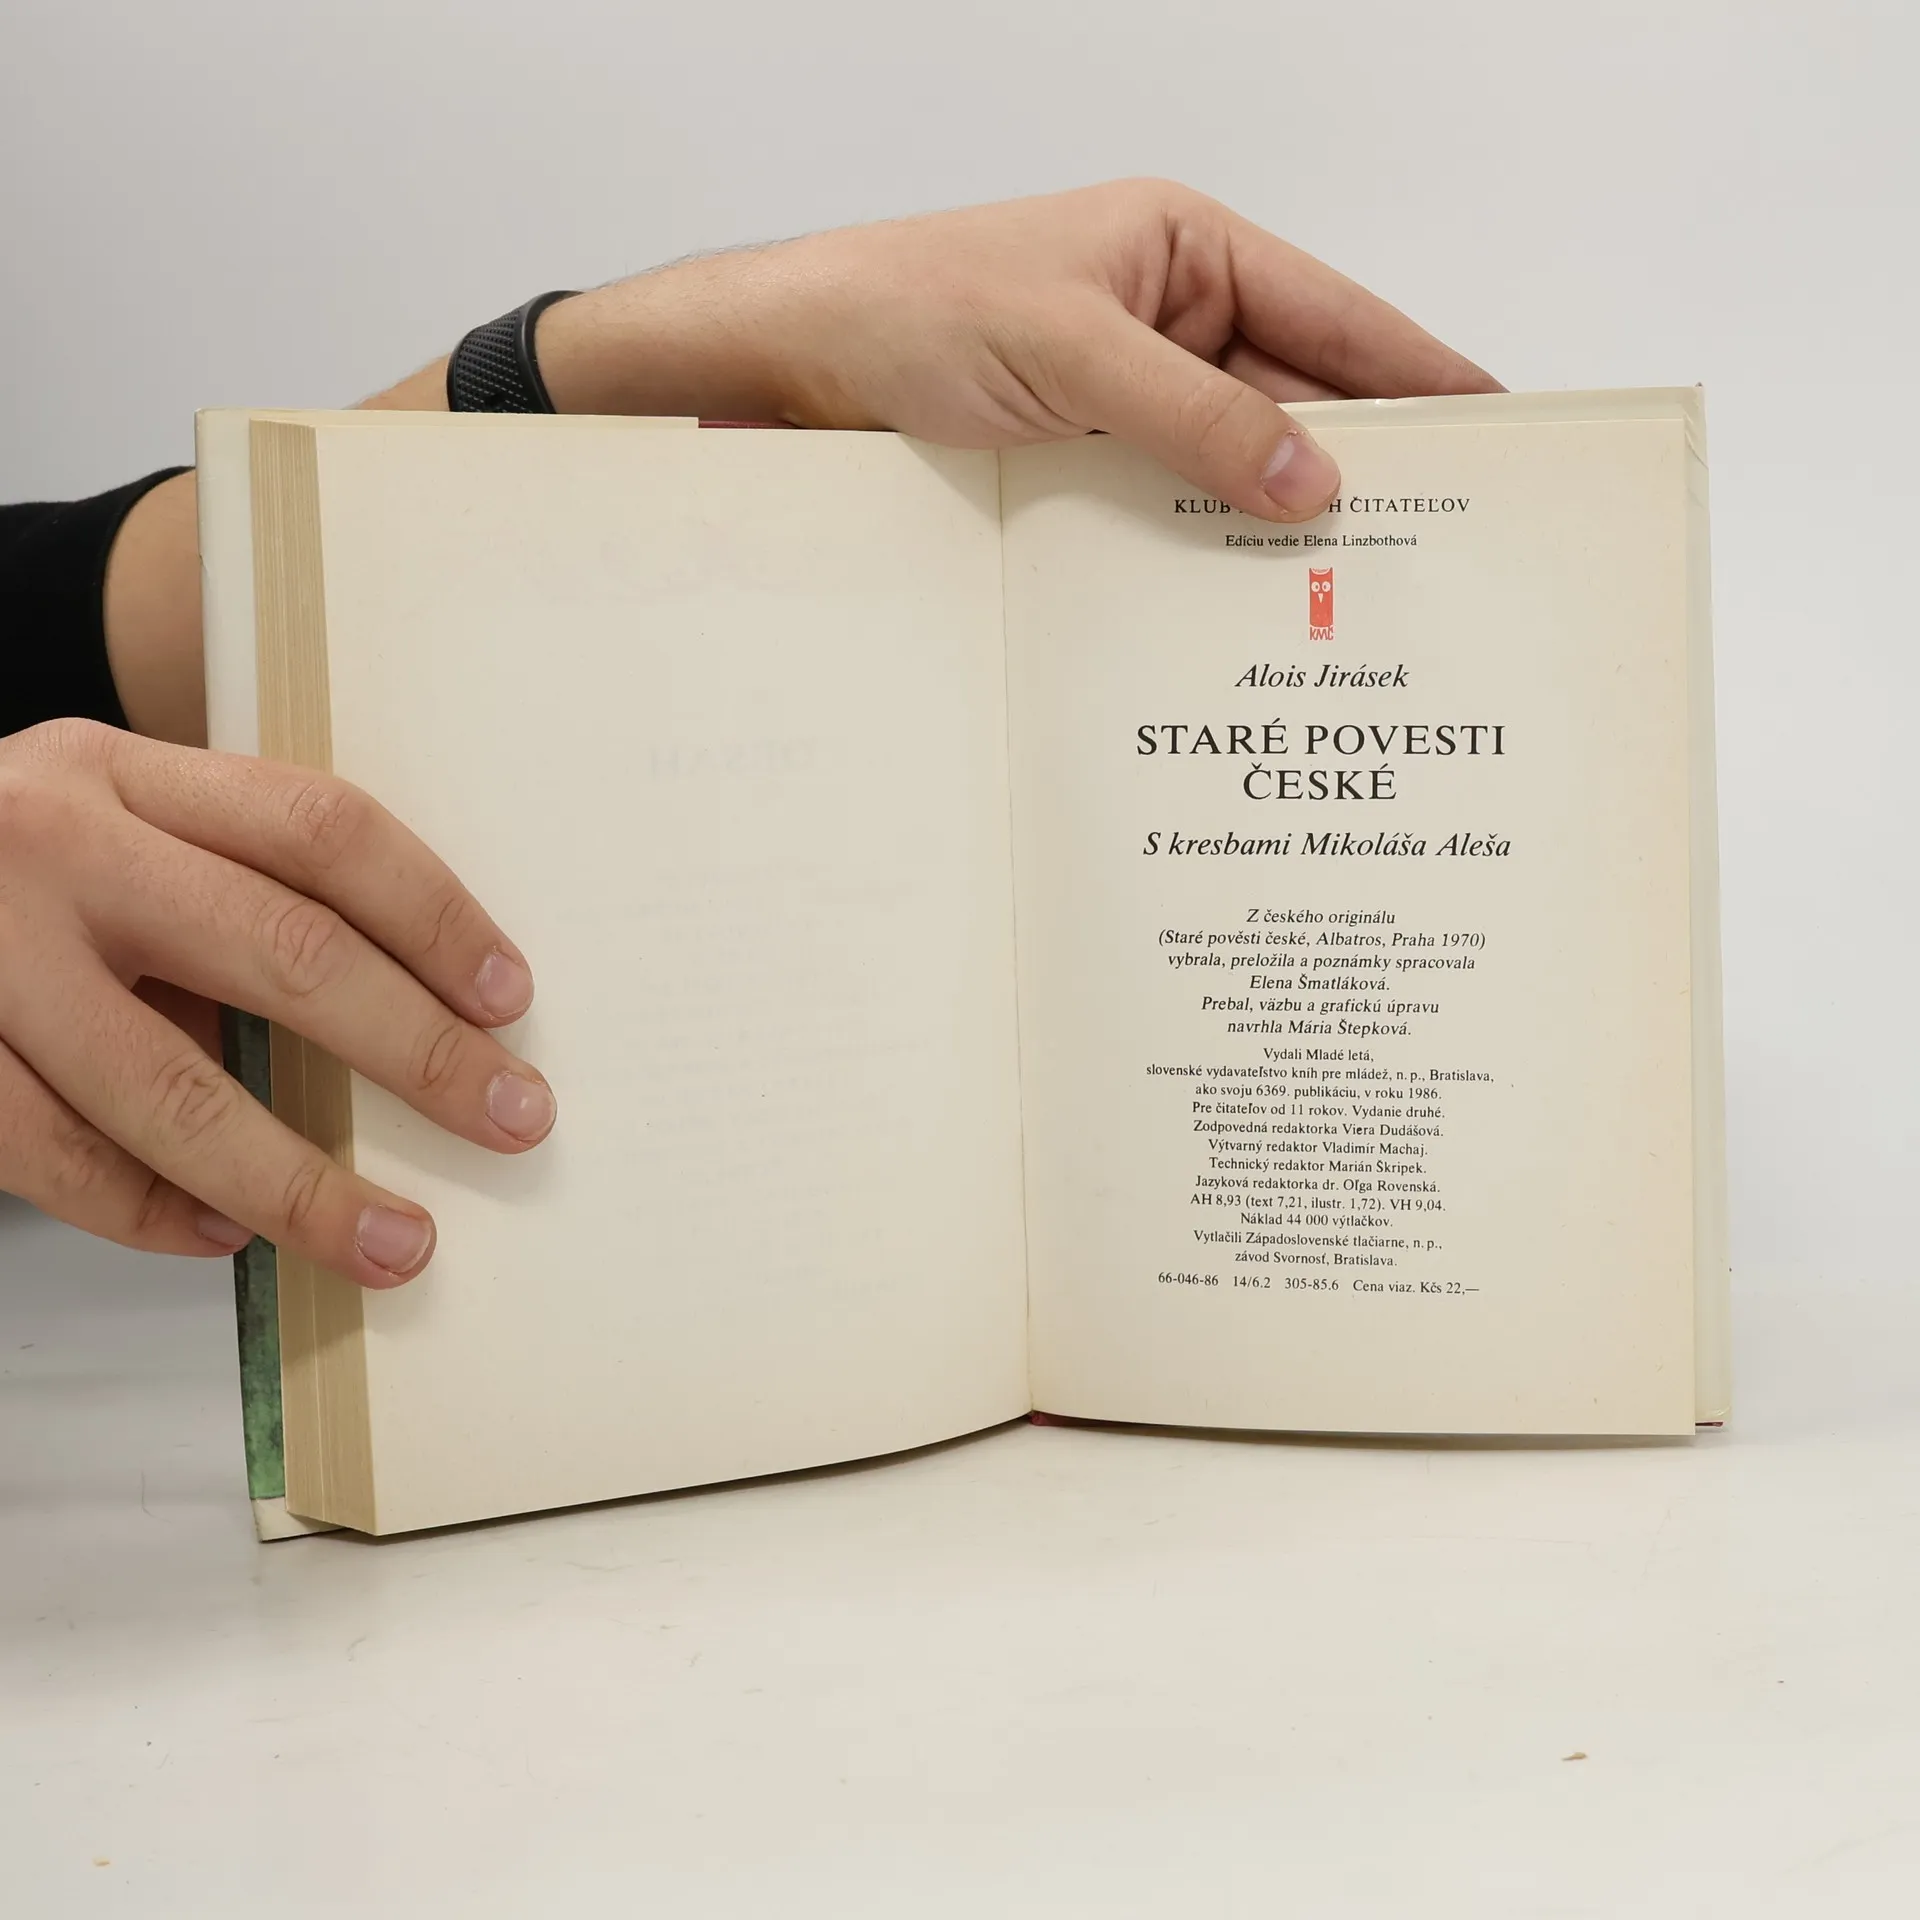 KLUB H ČITATEĽOV
Edíciu vedie Elena Linzbothová
KMČ
Alois Jirásek
STARÉ POVESTI
ČESKÉ
S kresbami Mikoláša Aleša
Z českého originálu
(Staré pověsti české, Albatros, Praha 1970)
vybrala, preložila a poznámky spracovala
Elena Šmatláková.
Prebal, väzbu a grafickú úpravu
navrhla Mária Štepková.
Vydali Mladé letá,
slovenské vydavateľstvo kníh pre mládež, n. p., Bratislava,
ako svoju 6369. publikáciu, v roku 1986.
Pre čitateľov od 11 rokov. Vydanie druhé.
Zodpovedná redaktorka Viera Dudášová.
Výtvarný redaktor Vladimír Machaj.
Technický redaktor Marián Škripek.
Jazyková redaktorka dr. Oľga Rovenská.
AH 8,93 (text 7,21, ilustr. 1,72). VH 9,04.
Náklad 44 000 výtlačkov.
Vytlačili Západoslovenské tlačiarne, n. p.,
závod Svornosť, Bratislava.
66-046-86 14/6.2 305-85.6 Cena viaz. Kčs 22,—